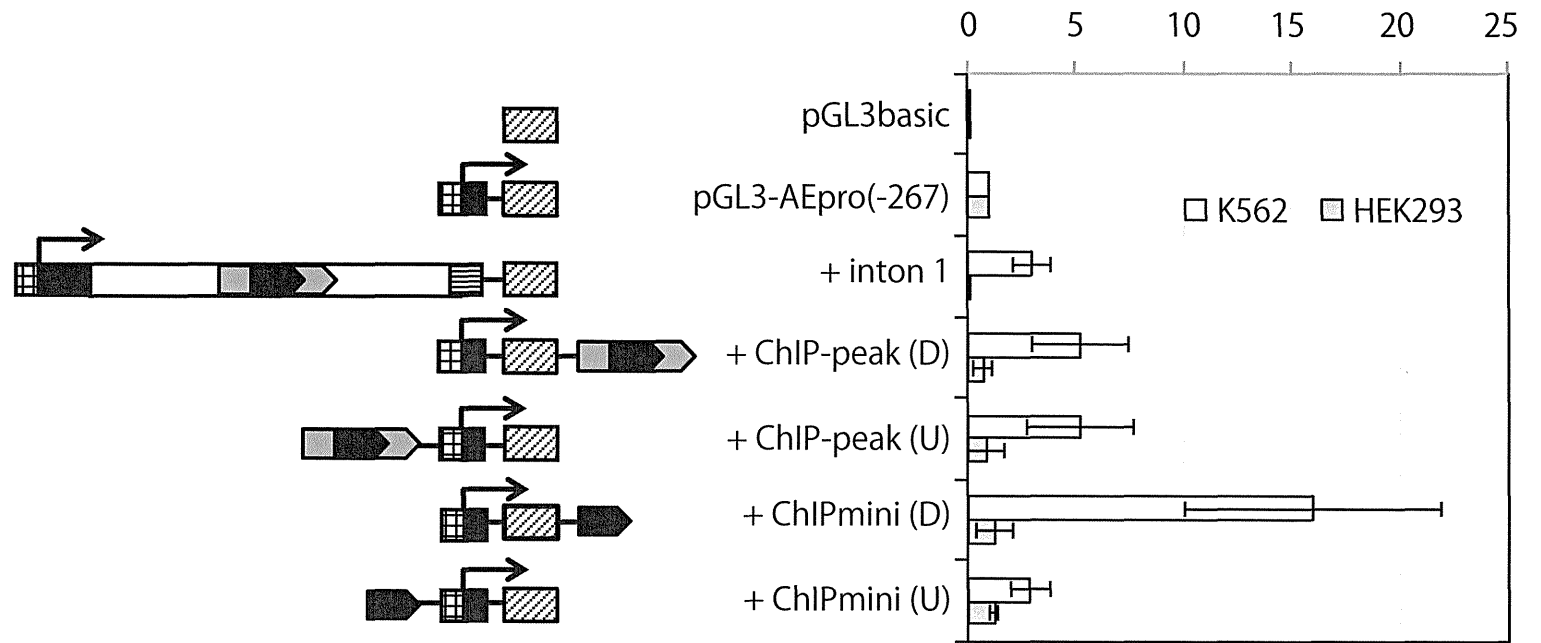 0 5 10 15 20 25
pGL3basic
pGL3-AEpro(-267)
K562 HEK293
+ inton 1
+ ChIP-peak (D)
+ ChIP-peak (U)
+ ChIPmini (D)
+ ChIPmini (U)